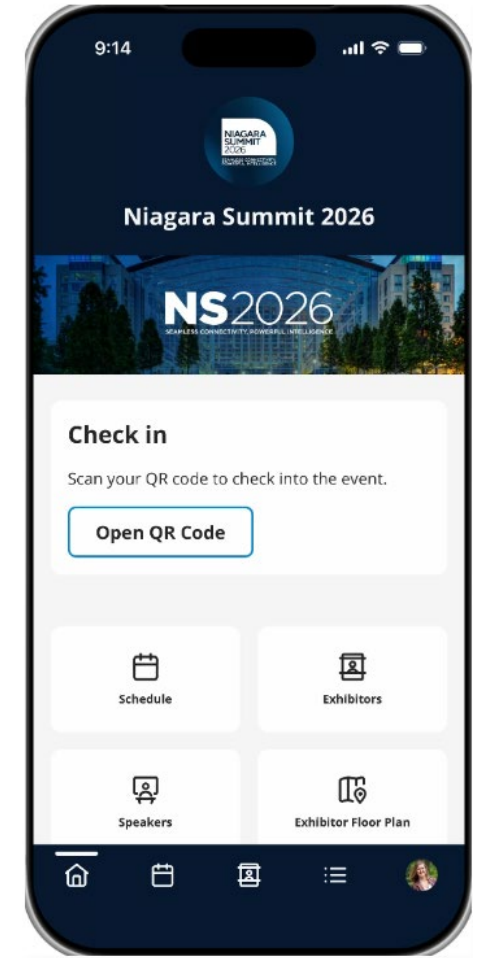 9:14
NIAGARA
SUMMIT
2026
Niagara Summit 2026
NS2026
SEAMLESS CONNECTIVITY, POWERFUL INTELLIGENCE
Check in
Scan your QR code to check into the event.
Open QR Code
Schedule
Exhibitors
Speakers
Exhibitor Floor Plan